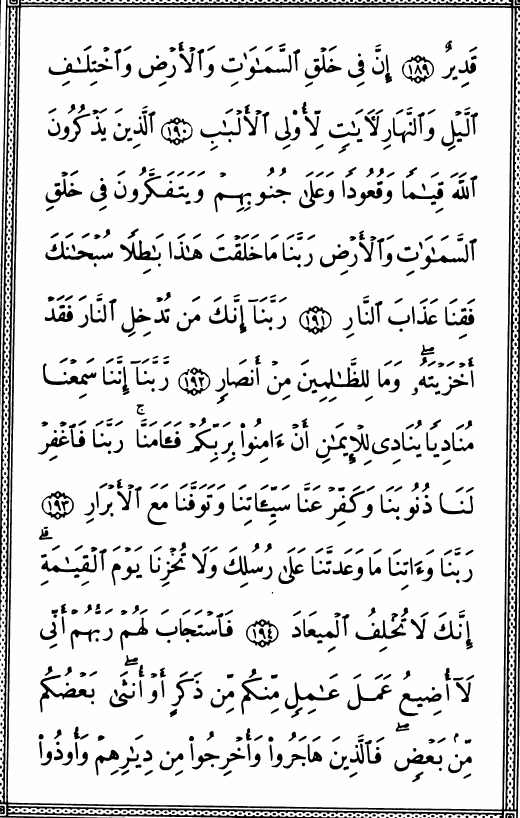 قَدِيرٌ ١٨٩ إِنَّ فِى خَلْقِ ٱلسَّمَٰوَٰتِ وَٱلْأَرْضِ وَٱخْتِلَٰفِ
ٱلَّيْلِ وَٱلنَّهَارِ لَءَايَٰتٍ لِّأُو۟لِى ٱلْأَلْبَٰبِ ١٩٠ ٱلَّذِينَ يَذْكُرُونَ
ٱللَّهَ قِيَٰمًا وَقُعُودًا وَعَلَىٰ جُنُوبِهِمْ وَيَتَفَكَّرُونَ فِى خَلْقِ
ٱلسَّمَٰوَٰتِ وَٱلْأَرْضِ رَبَّنَا مَا خَلَقْتَ هَٰذَا بَٰطِلًا سُبْحَٰنَكَ
فَقِنَا عَذَابَ ٱلنَّارِ ١٩١ رَبَّنَآ إِنَّكَ مَن تُدْخِلِ ٱلنَّارَ فَقَدْ
أَخْزَيْتَهُۥ ۖ وَمَا لِلظَّٰلِمِينَ مِنْ أَنصَارٍ ١٩٢ رَّبَّنَآ إِنَّنَا سَمِعْنَا
مُنَادِيًا يُنَادِى لِلْإِيمَٰنِ أَنْ ءَامِنُوا۟ بِرَبِّكُمْ فَـَٔامَنَّا ۚ رَبَّنَا فَٱغْفِرْ
لَنَا ذُنُوبَنَا وَكَفِّرْ عَنَّا سَيِّـَٔاتِنَا وَتَوَفَّنَا مَعَ ٱلْأَبْرَارِ ١٩٣
رَبَّنَا وَءَاتِنَا مَا وَعَدتَّنَا عَلَىٰ رُسُلِكَ وَلَا تُخْزِنَا يَوْمَ ٱلْقِيَٰمَةِ ۗ
إِنَّكَ لَا تُخْلِفُ ٱلْمِيعَادَ ١٩٤ فَٱسْتَجَابَ لَهُمْ رَبُّهُمْ أَنِّى
لَآ أُضِيعُ عَمَلَ عَٰمِلٍ مِّنكُم مِّن ذَكَرٍ أَوْ أُنثَىٰ ۖ بَعْضُكُم
مِّنۢ بَعْضٍ ۖ فَٱلَّذِينَ هَاجَرُوا۟ وَأُخْرِجُوا۟ مِن دِيَٰرِهِمْ وَأُوذُوا۟